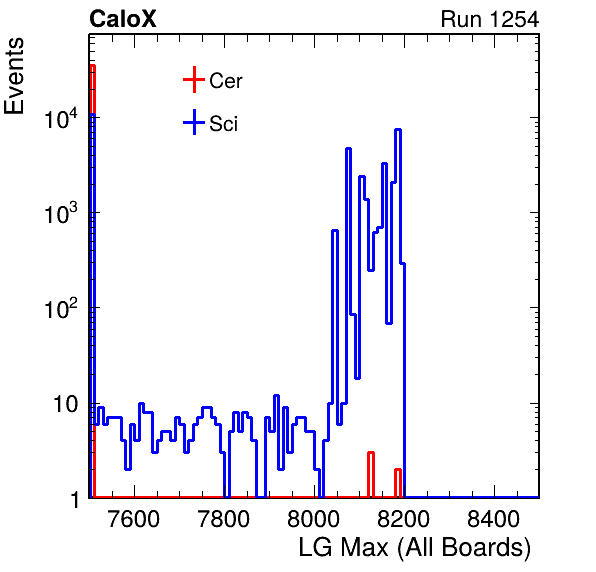 CaloX Run 1254
Events
Cer
Sci
10^4
10^3
10^2
10
1
7600 7800 8000 8200 8400
LG Max (All Boards)